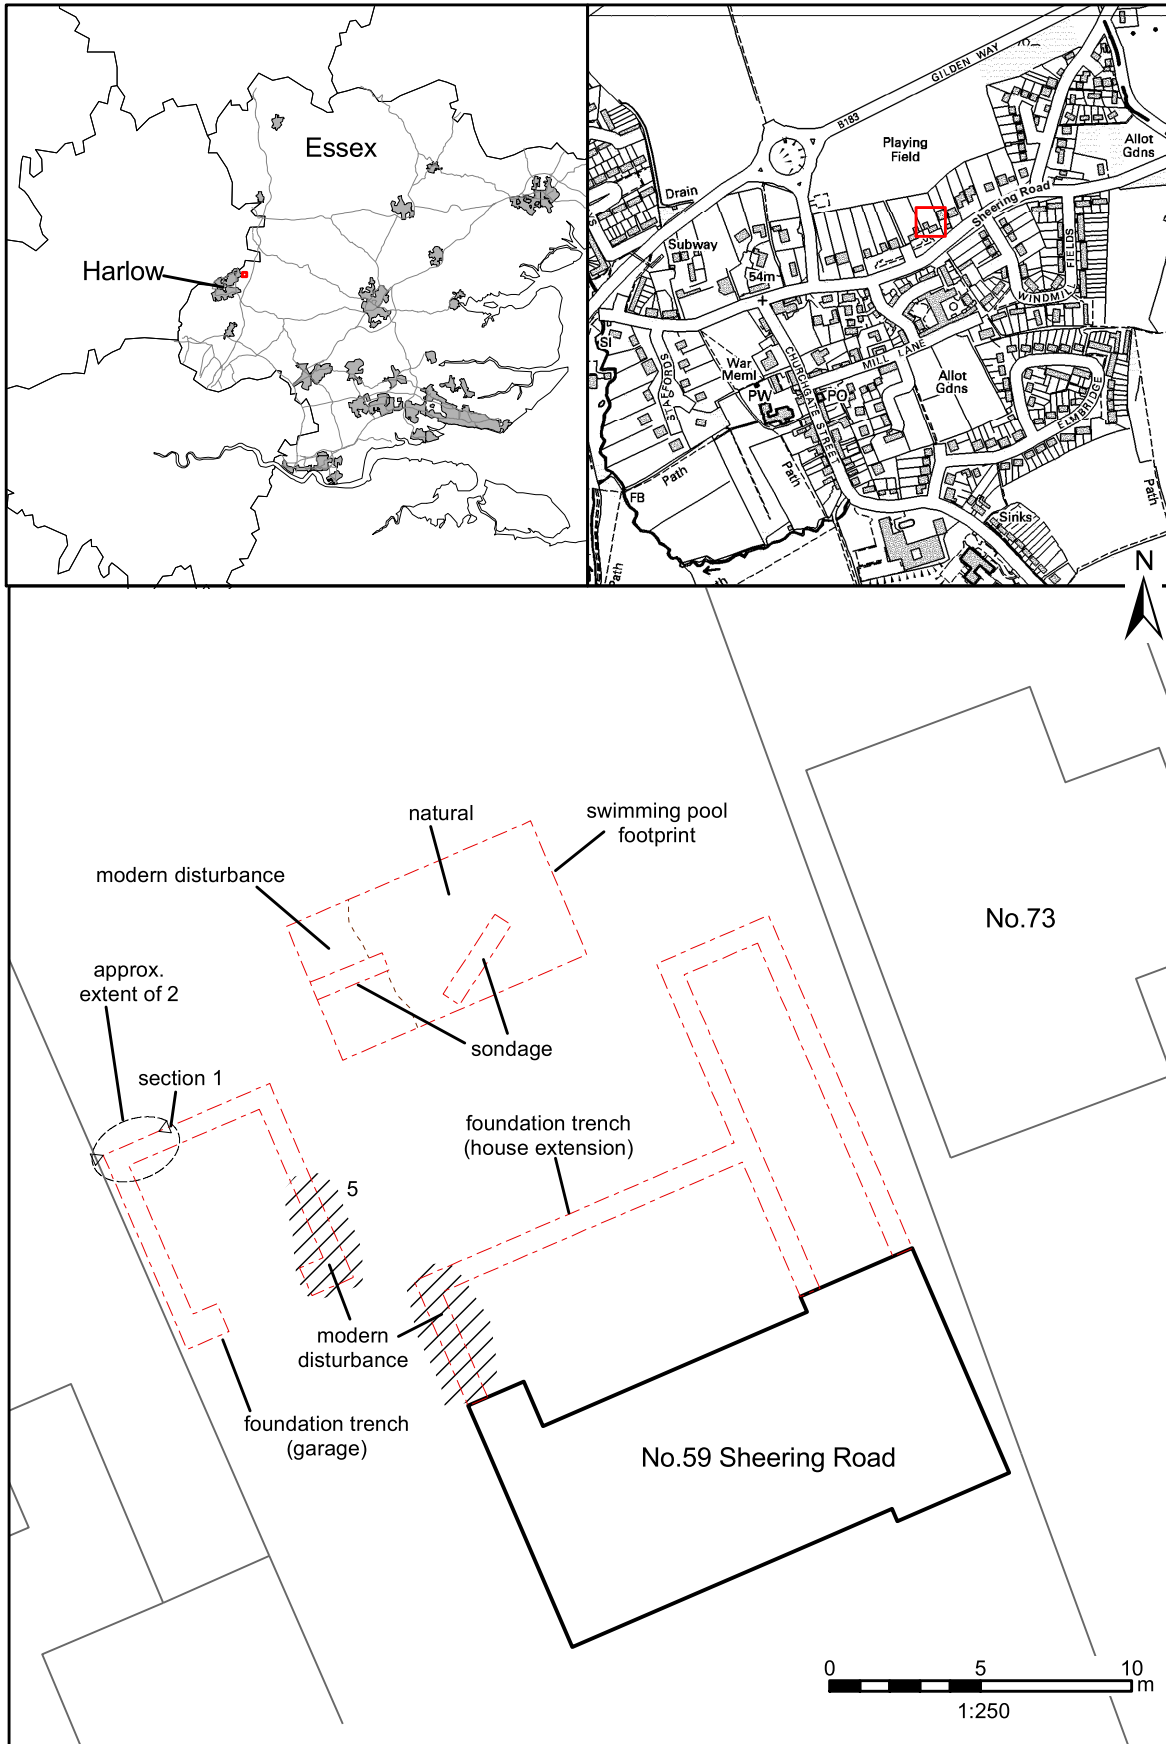 Essex
Harlow
GILDEN WAY
B183
Playing
Field
Allot
Gdns
Drain
Sheering Road
Subway
54m
FIELDS
WINDMILL
SI
STAFFORDS
War
Meml
PW
CHURCHGATE STREET
MILL LANE
PO
Allot
Gdns
ELMBRIDGE
Path
Path
Path
FB
Sinks
Path
N
natural
swimming pool
footprint
modern disturbance
No.73
approx.
extent of 2
sondage
section 1
foundation trench
(house extension)
5
modern
disturbance
foundation trench
(garage)
No.59 Sheering Road
0 5 10
m
1:250